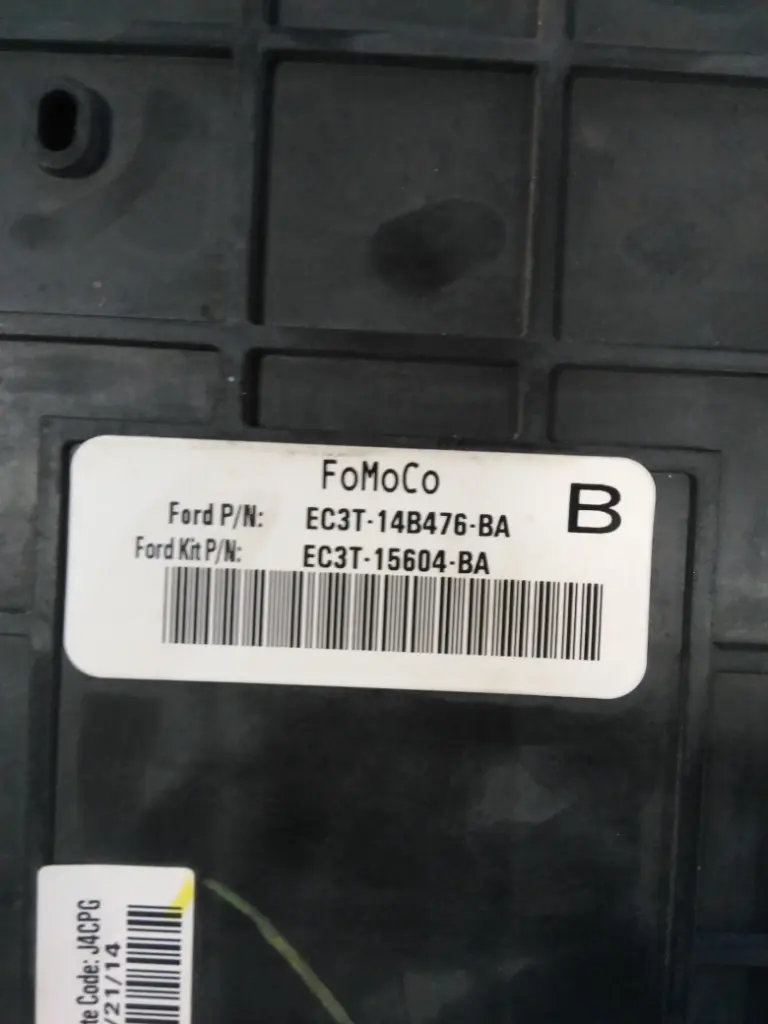 FoMoCo
B
Ford P/N: EC3T-14B476-BA
Ford Kit P/N: EC3T-15604-BA
te Code: J4CPG
/21/14